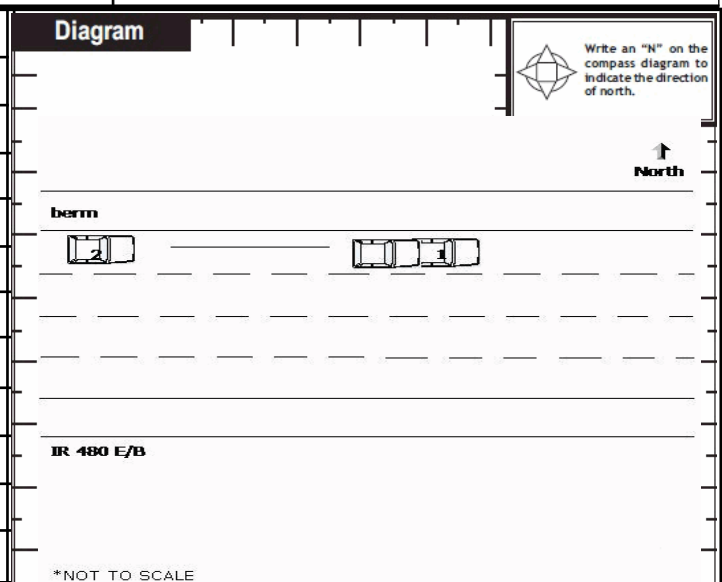 Diagram
Write an “N” on the
compass diagram to
indicate the direction
of north.
North
berm
2
1
IR 480 E/B
*NOT TO SCALE